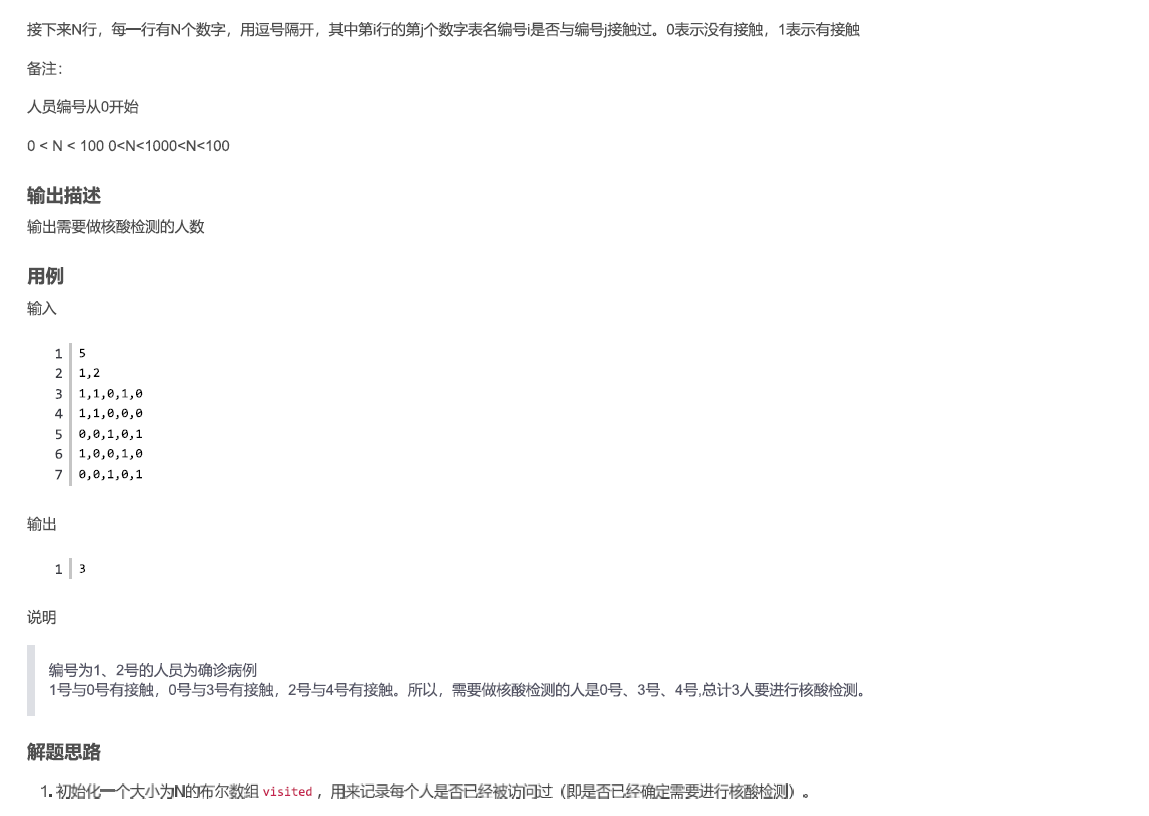 接下来N行，每一行有N个数字，用逗号隔开，其中第i行的第j个数字表名编号i是否与编号j接触过。0表示没有接触，1表示有接触
备注：
人员编号从0开始
0 < N < 100 0<N<1000<N<100
输出描述
输出需要做核酸检测的人数
用例
输入
1 5
2 1,2
3 1,1,0,1,0
4 1,1,0,0,0
5 0,0,1,0,1
6 1,0,0,1,0
7 0,0,1,0,1
输出
1 3
说明
编号为1、2号的人员为确诊病例
1号与0号有接触，0号与3号有接触，2号与4号有接触。所以，需要做核酸检测的人是0号、3号、4号,总计3人要进行核酸检测。
解题思路
1. 初始化一个大小为N的布尔数组 visited ，用来记录每个人是否已经被访问过（即是否已经确定需要进行核酸检测）。